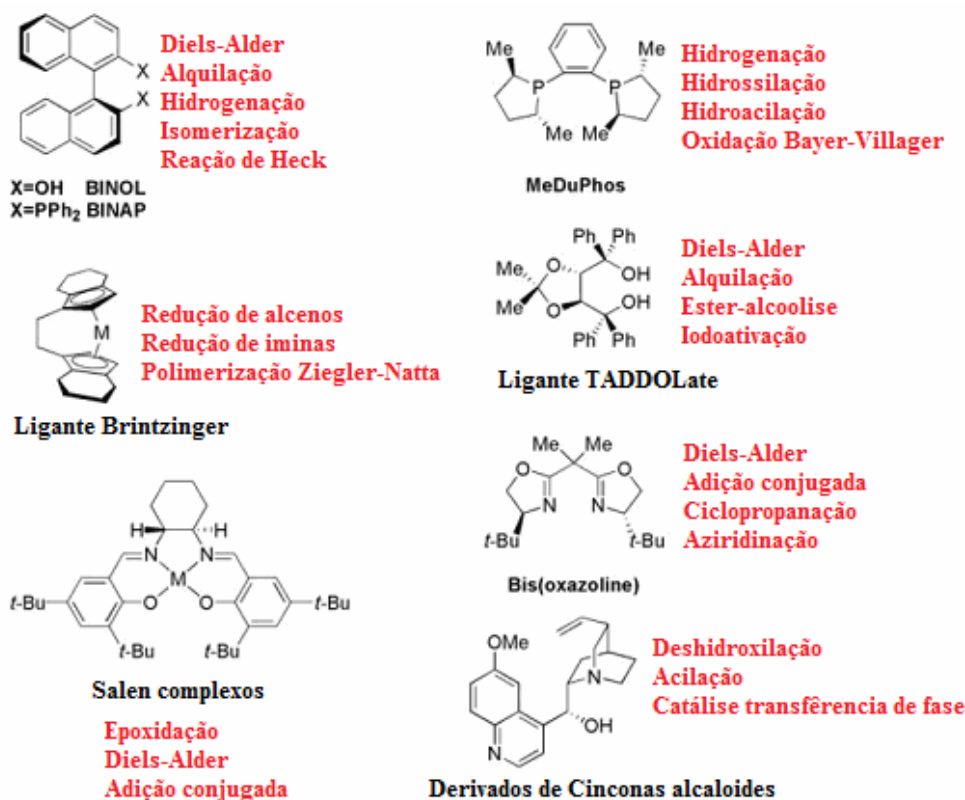 Diels-Alder
Alquilação
Hidrogenação
Isomerização
Reação de Heck
X
X
X=OH BINOL
X=PPh₂ BINAP
Me
Me
P
P
Me
Me
MeDuPhos
Hidrogenação
Hidrossilação
Hidroacilação
Oxidação Bayer-Villager
M
Ligante Brintzinger
Redução de alcenos
Redução de iminas
Polimerização Ziegler-Natta
Ph Ph
Me O OH
Me O OH
Ph Ph
Ligante TADDOLate
Diels-Alder
Alquilação
Ester-alcoolise
Iodoativação
H H
N N
M
t-Bu O O t-Bu
t-Bu t-Bu
Salen complexos
Epoxidação
Diels-Alder
Adição conjugada
Me Me
O O
N N
t-Bu t-Bu
Bis(oxazoline)
Diels-Alder
Adição conjugada
Ciclopropanação
Aziridinação
OMe
N
OH
N
Deshidroxilação
Acilação
Catálise transfêrencia de fase
Derivados de Cinconas alcaloides